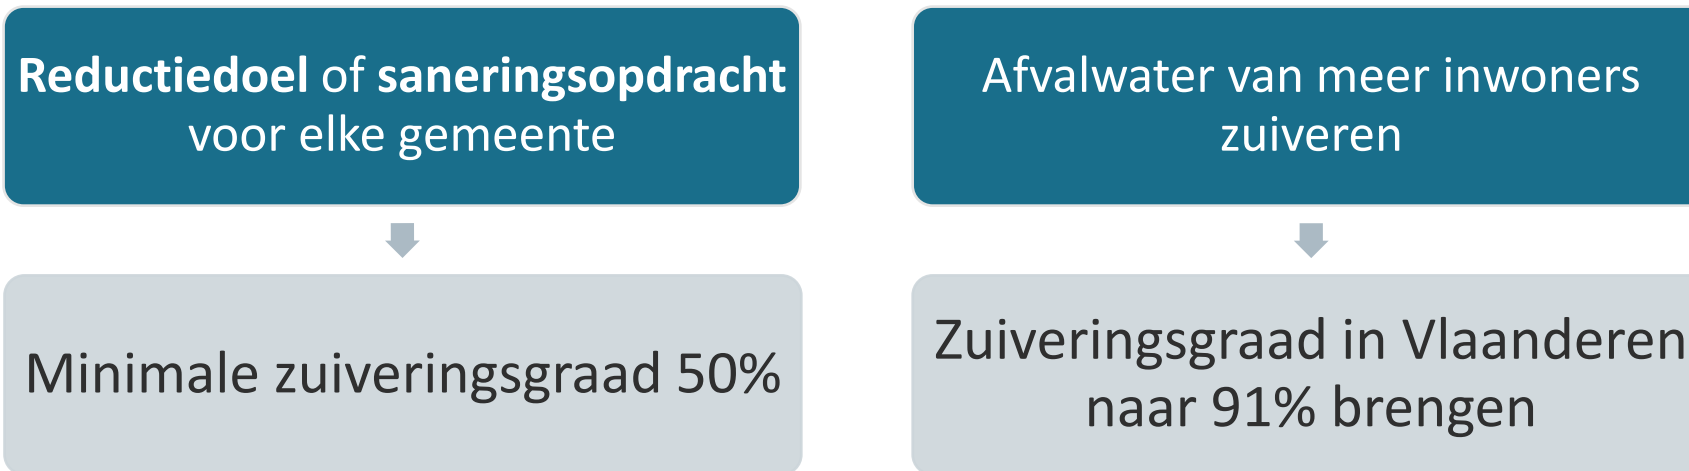 Reductiedoel of saneringsopdracht
voor elke gemeente
Minimale zuiveringsgraad 50%
Afvalwater van meer inwoners
zuiveren
Zuiveringsgraad in Vlaanderen
naar 91% brengen